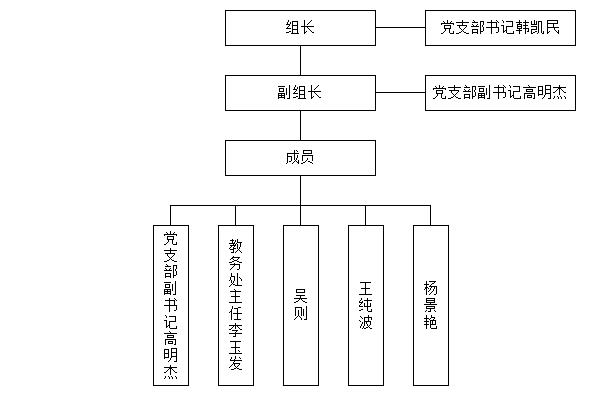 组长
党支部书记韩凯民
副组长
党支部副书记高明杰
成员
党支部副书记高明杰
教务处主任李玉发
吴则
王纯波
杨景艳